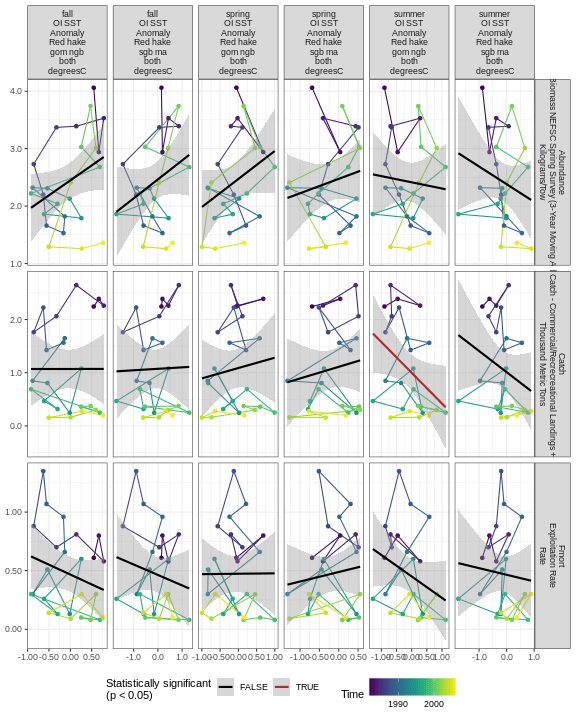 fall
OI SST
Anomaly
Red hake
gom ngb
both
degreesC
fall
OI SST
Anomaly
Red hake
sgb ma
both
degreesC
spring
OI SST
Anomaly
Red hake
gom ngb
both
degreesC
spring
OI SST
Anomaly
Red hake
sgb ma
both
degreesC
summer
OI SST
Anomaly
Red hake
gom ngb
both
degreesC
summer
OI SST
Anomaly
Red hake
sgb ma
both
degreesC
4.0
3.0
2.0
1.0
Abundance
Biomass NEFSC Spring Survey (3-Year Moving A
Kilograms/Tow
2.0
1.0
0.0
Catch
Catch - Commercial/Recreational Landings +
Thousand Metric Tons
1.00
0.50
0.00
Fmort
Exploitation Rate
Rate
-1.00 -0.50 0.00 0.50
-1.0 0.0 1.0
-1.00 -0.50 0.00 0.50 1.00
-1.0 0.0 1.0
-1.00 -0.50 0.00 0.50 1.00
-1.0 0.0 1.0
Statistically significant
(p < 0.05)
FALSE
TRUE
Time
1990 2000